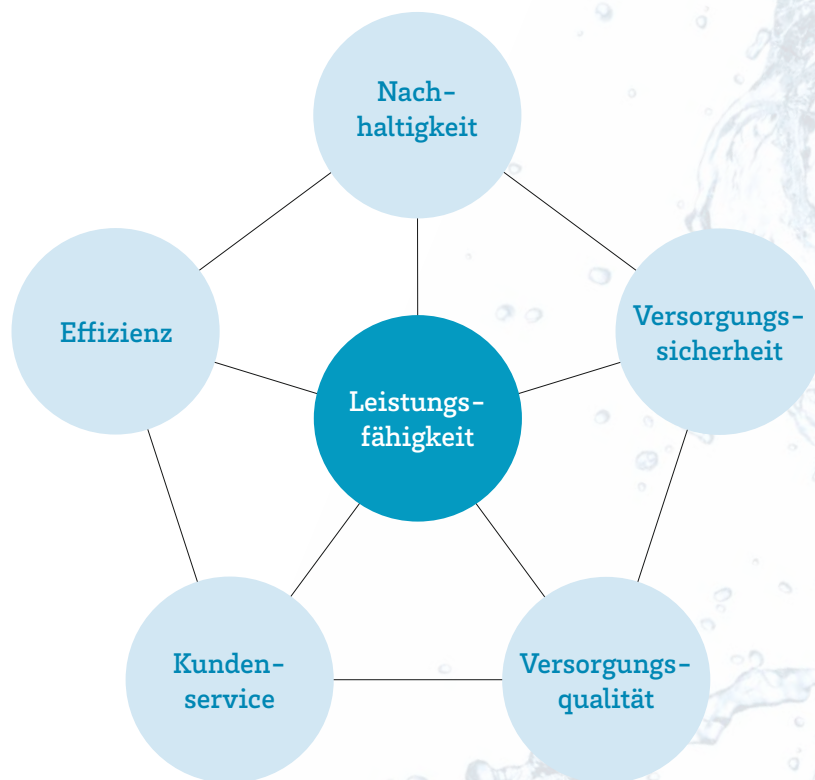 Nach-
haltigkeit
Effizienz
Versorgungs-
sicherheit
Leistungs-
fähigkeit
Kunden-
service
Versorgungs-
qualität